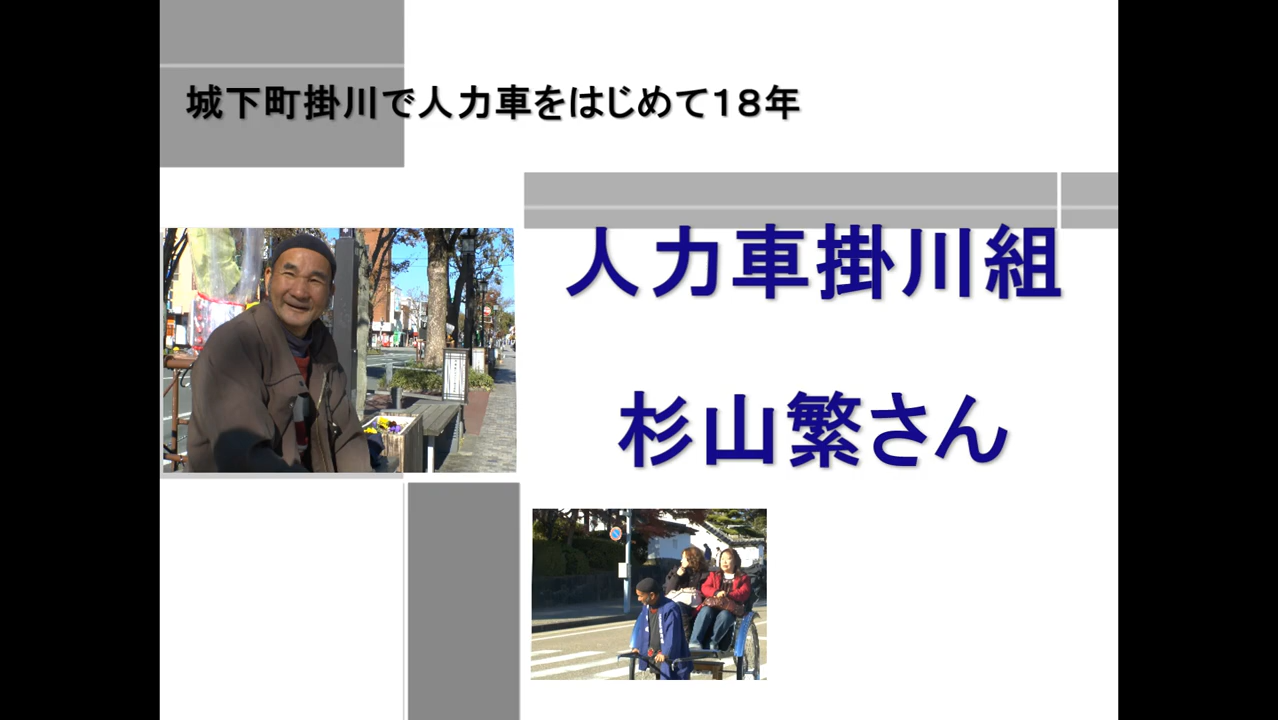 城下町掛川で人力車をはじめて１８年
人力車掛川組
杉山繁さん